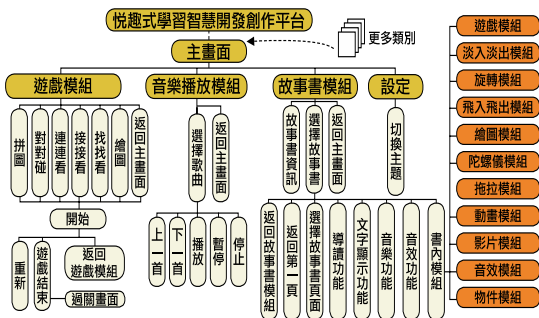 悅趣式學習智慧開發創作平台
主畫面
更多類別
遊戲模組
音樂播放模組
故事書模組
設定
拼圖
對對碰
連連看
接接看
找找看
繪圖
返回主畫面
開始
重新
遊戲結束
返回
遊戲模組
過關畫面
選擇歌曲
返回主畫面
上一首
下一首
播放
暫停
停止
故事書資訊
選擇故事書
返回主畫面
返回故事書模組
返回第一頁
選擇故事書頁面
導讀功能
文字顯示功能
音樂功能
音效功能
書內模組
切換主題
遊戲模組
淡入淡出模組
旋轉模組
飛入飛出模組
繪圖模組
陀螺儀模組
拖拉模組
動畫模組
影片模組
音效模組
物件模組